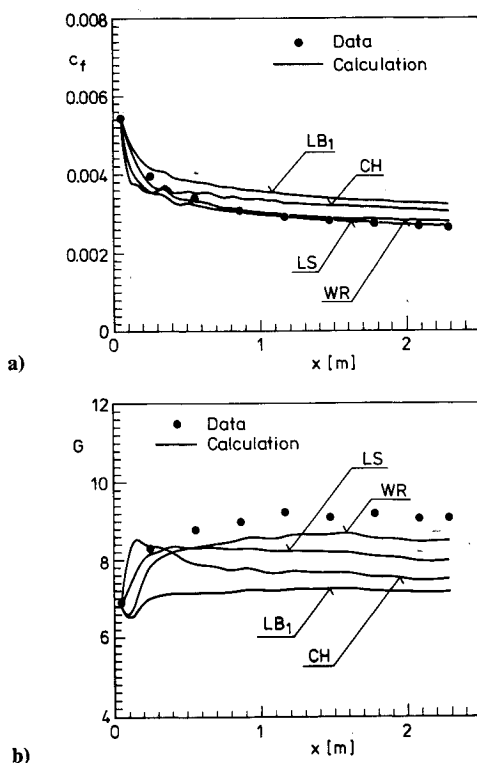 0.008
c_f
0.006
0.004
0.002
0
Data
Calculation
LB₁
CH
LS
WR
0 1 2
x [m]
a)
12
G
10
8
6
4
Data
Calculation
LS
WR
LB₁
CH
0 1 2
x [m]
b)